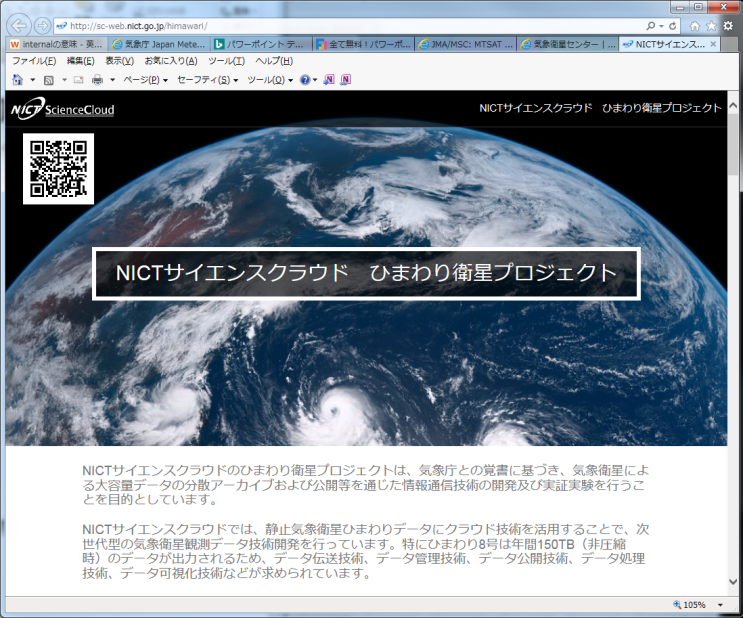 http://sc-web.nict.go.jp/himawari/
internalの意味 - 英...
気象庁 Japan Mete...
パワーポイント テ...
全て無料！パワーポ...
JMA/MSC: MTSAT ...
気象衛星センター | ...
NICTサイエンス...
ファイル(F) 編集(E) 表示(V) お気に入り(A) ツール(T) ヘルプ(H)
ページ(P) セーフティ(S) ツール(O)
NICT ScienceCloud
NICTサイエンスクラウド ひまわり衛星プロジェクト
NICTサイエンスクラウド ひまわり衛星プロジェクト
NICTサイエンスクラウドのひまわり衛星プロジェクトは、気象庁との覚書に基づき、気象衛星によ
る大容量データの分散アーカイブおよび公開等を通じた情報通信技術の開発及び実証実験を行うこ
とを目的としています。
NICTサイエンスクラウドでは、静止気象衛星ひまわりデータにクラウド技術を活用することで、次
世代型の気象衛星観測データ技術開発を行っています。特にひまわり8号は年間150TB（非圧縮
時）のデータが出力されるため、データ伝送技術、データ管理技術、データ公開技術、データ処理
技術、データ可視化技術などが求められています。
105%